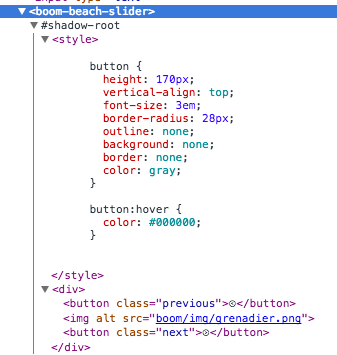 <boom-beach-slider>
#shadow-root
<style>
button {
height: 170px;
vertical-align: top;
font-size: 3em;
border-radius: 28px;
outline: none;
background: none;
border: none;
color: gray;
}
button:hover {
color: #000000;
}
</style>
<div>
<button class="previous">⊙</button>
<img alt src="boom/img/grenadier.png">
<button class="next">⊙</button>
</div>